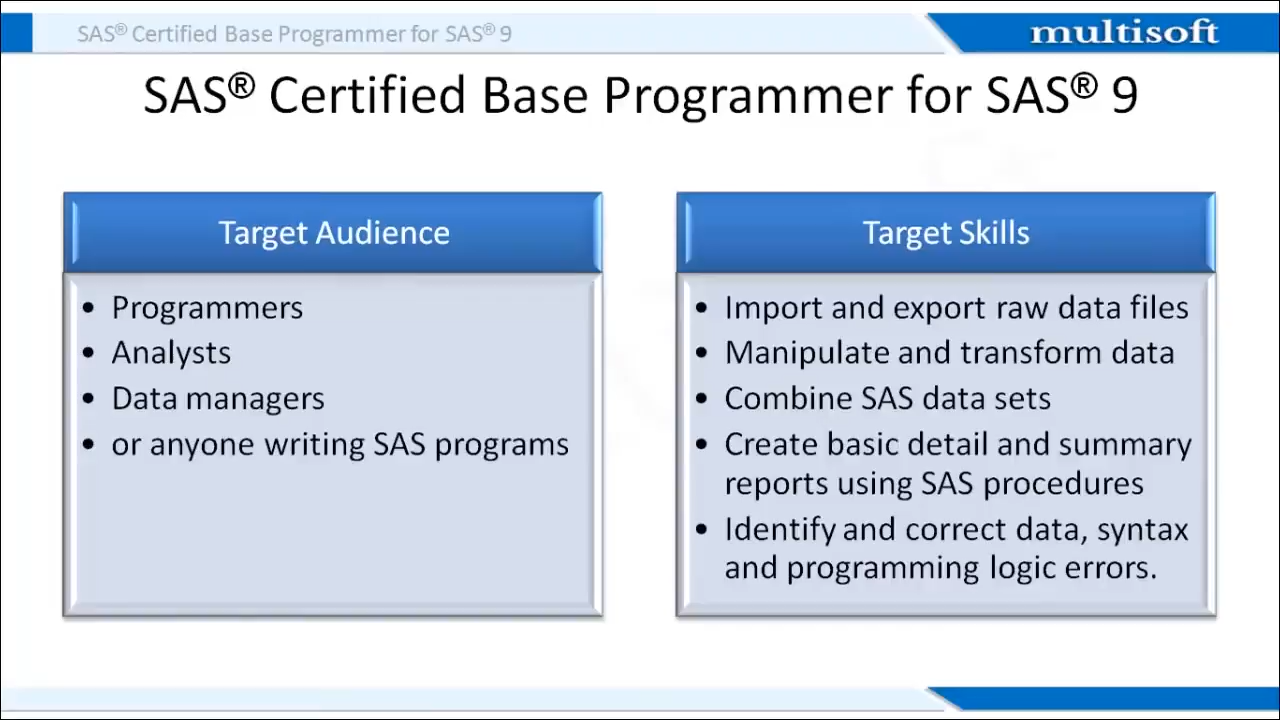 SAS® Certified Base Programmer for SAS® 9
multisoft
SAS® Certified Base Programmer for SAS® 9
Target Audience
• Programmers
• Analysts
• Data managers
• or anyone writing SAS programs
Target Skills
• Import and export raw data files
• Manipulate and transform data
• Combine SAS data sets
• Create basic detail and summary
reports using SAS procedures
• Identify and correct data, syntax
and programming logic errors.